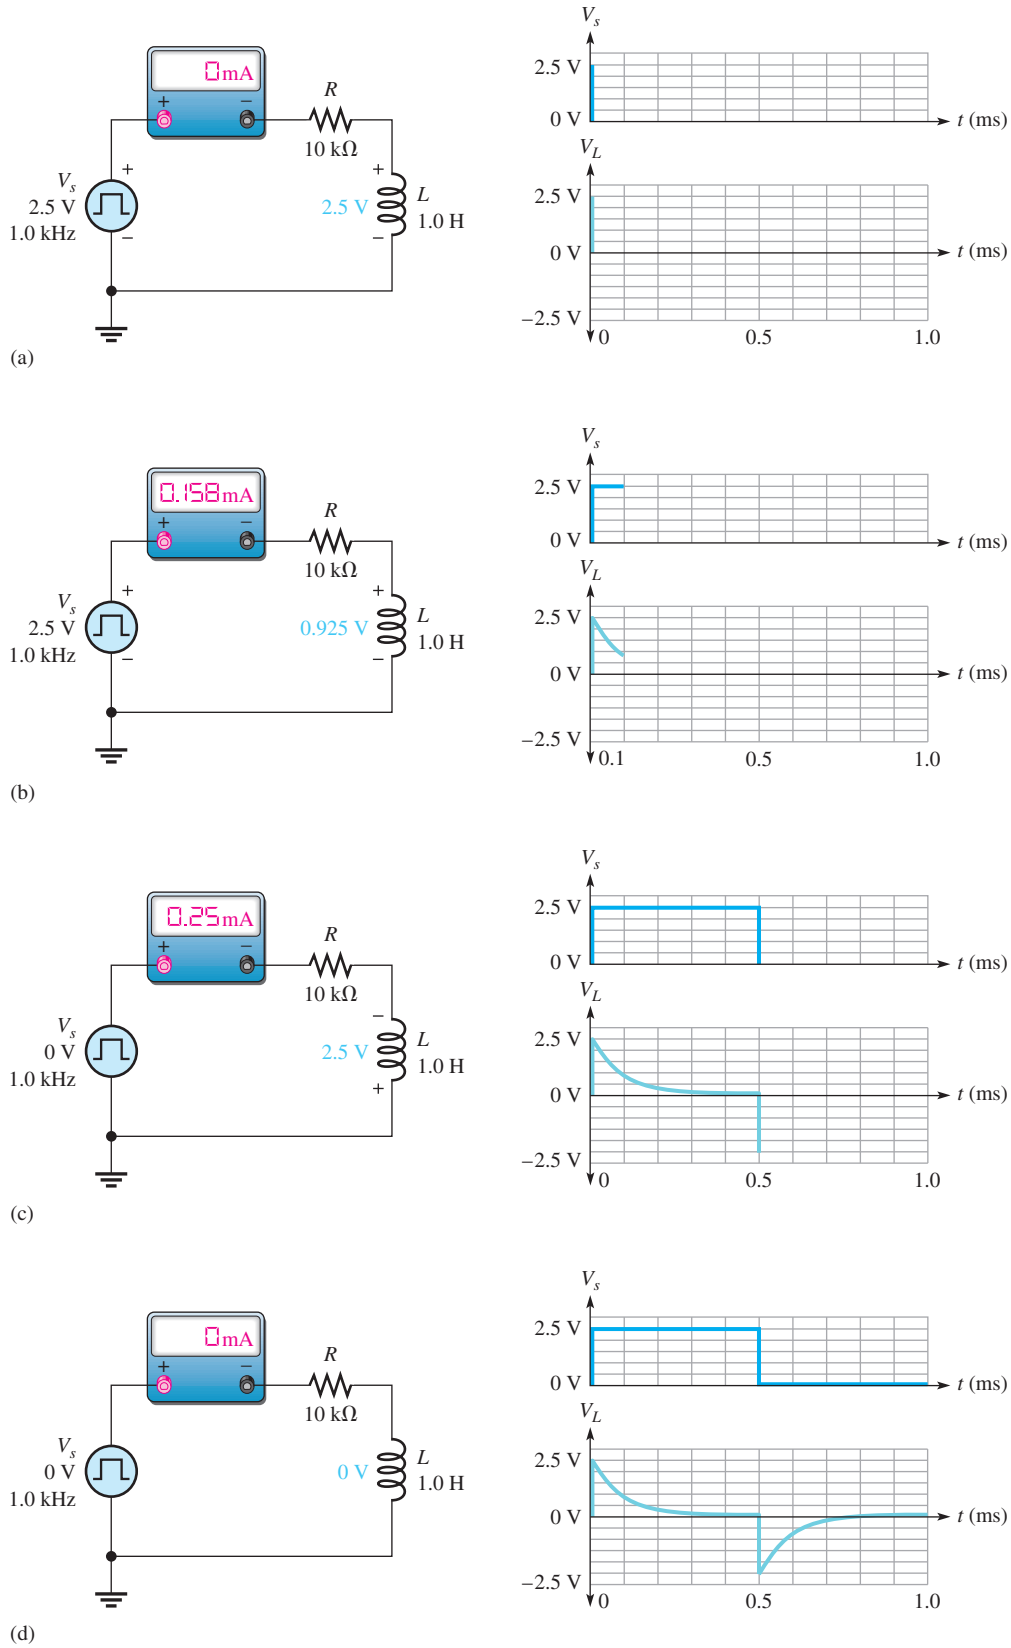 0 mA
+ −
R
10 kΩ
V_s
2.5 V
1.0 kHz
+
−
+
2.5 V
−
L
1.0 H
V_s
2.5 V
0 V
t (ms)
V_L
2.5 V
0 V
t (ms)
−2.5 V
0 0.5 1.0
(a)
0.158 mA
+ −
R
10 kΩ
V_s
2.5 V
1.0 kHz
+
−
+
0.925 V
−
L
1.0 H
V_s
2.5 V
0 V
t (ms)
V_L
2.5 V
0 V
t (ms)
−2.5 V
0.1 0.5 1.0
(b)
0.25 mA
+ −
R
10 kΩ
V_s
0 V
1.0 kHz
−
2.5 V
+
L
1.0 H
V_s
2.5 V
0 V
t (ms)
V_L
2.5 V
0 V
t (ms)
−2.5 V
0 0.5 1.0
(c)
0 mA
+ −
R
10 kΩ
V_s
0 V
1.0 kHz
0 V
L
1.0 H
V_s
2.5 V
0 V
t (ms)
V_L
2.5 V
0 V
t (ms)
−2.5 V
0 0.5 1.0
(d)